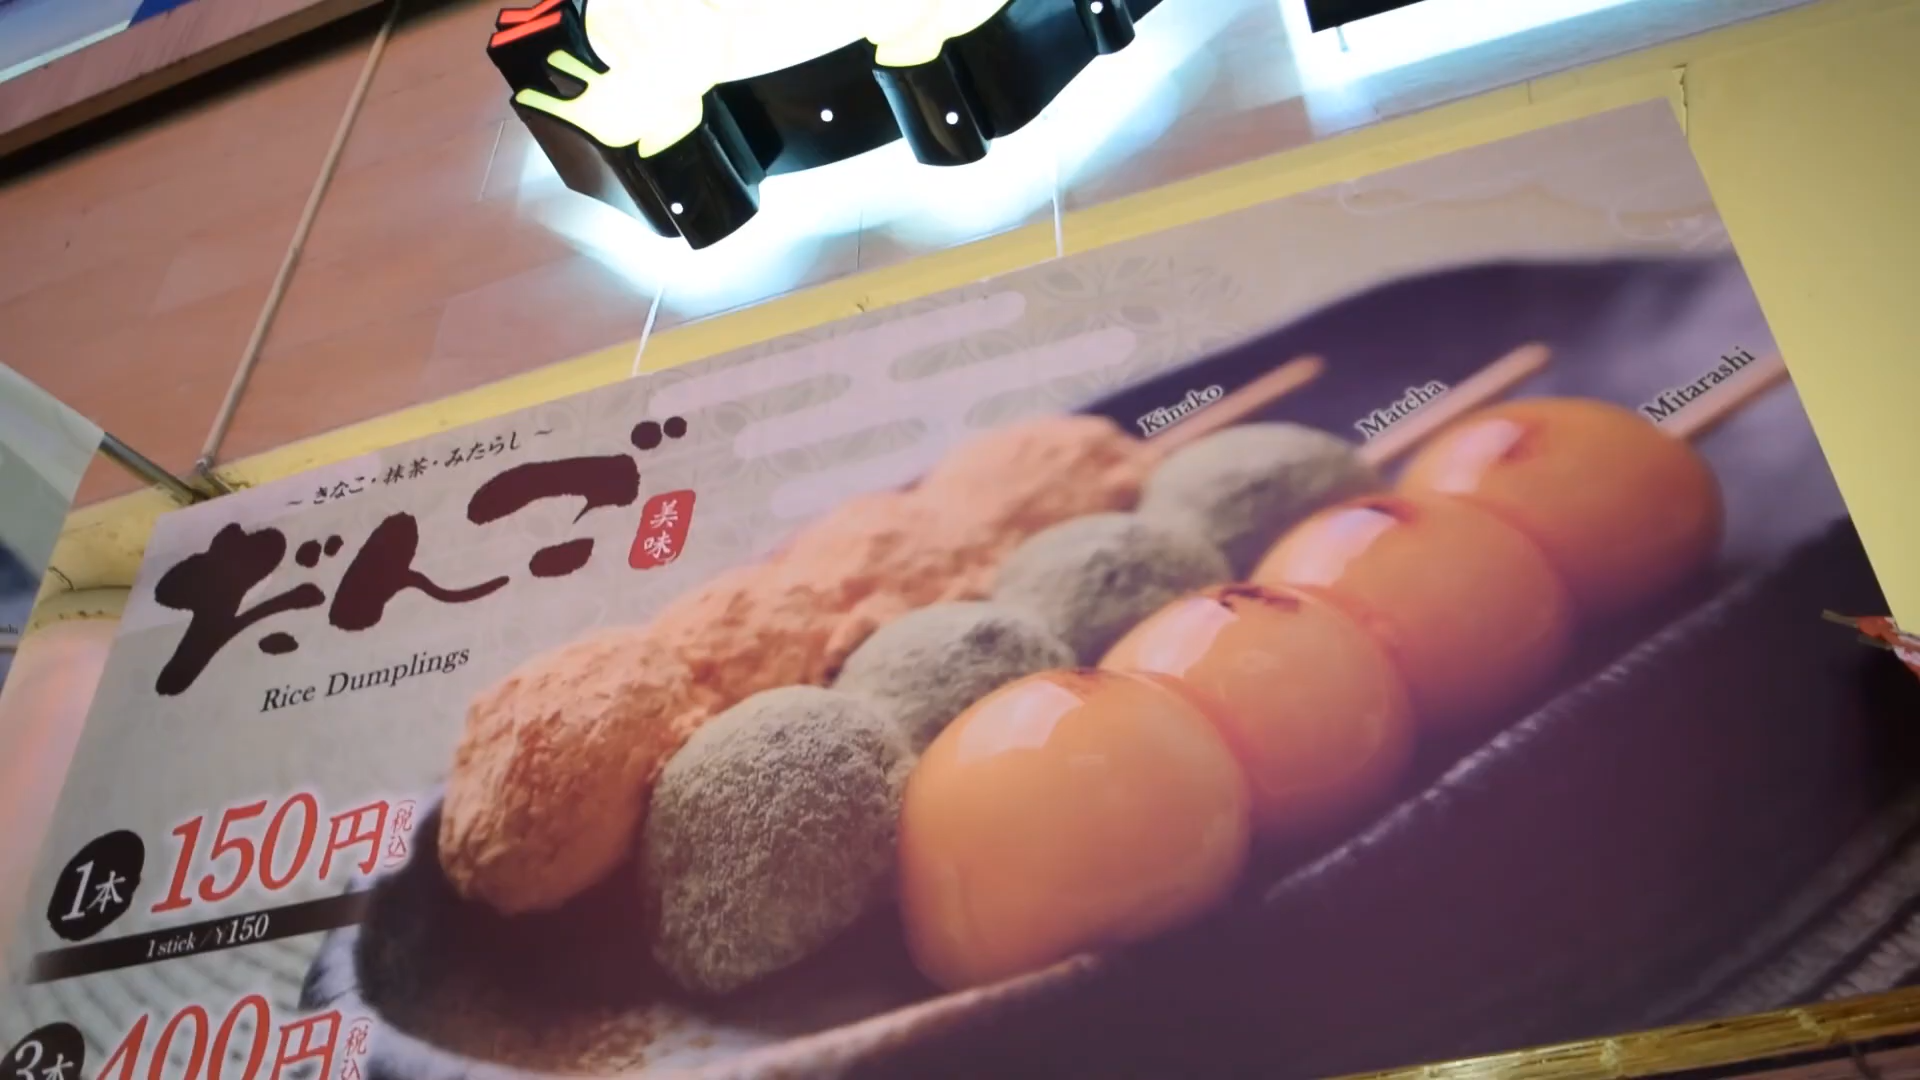 ~ きなこ・抹茶・みたらし ~
だんご
美味
Rice Dumplings
Kinako
Matcha
Mitarashi
1本 150円(税込)
1 stick / ¥150
3本 400円(税込)